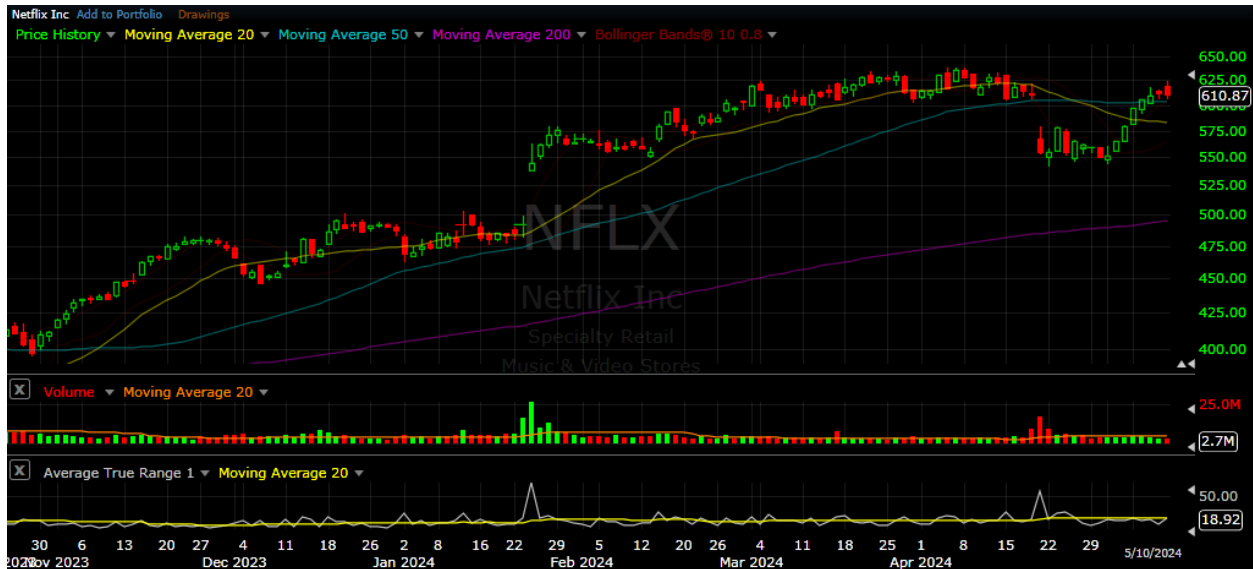 Netflix Inc Add to Portfolio Drawings
Price History Moving Average 20 Moving Average 50 Moving Average 200 Bollinger Bands® 10 0.8
650.00
625.00
610.87
600.00
575.00
550.00
525.00
500.00
475.00
450.00
425.00
400.00
NFLX
Netflix Inc
Specialty Retail
Music & Video Stores
X Volume Moving Average 20
25.0M
2.7M
X Average True Range 1 Moving Average 20
50.00
18.92
30 6 13 20 27 4 11 18 26 2 8 16 22 29 5 12 20 26 4 11 18 25 1 8 15 22 29
Nov 2023 Dec 2023 Jan 2024 Feb 2024 Mar 2024 Apr 2024 5/10/2024